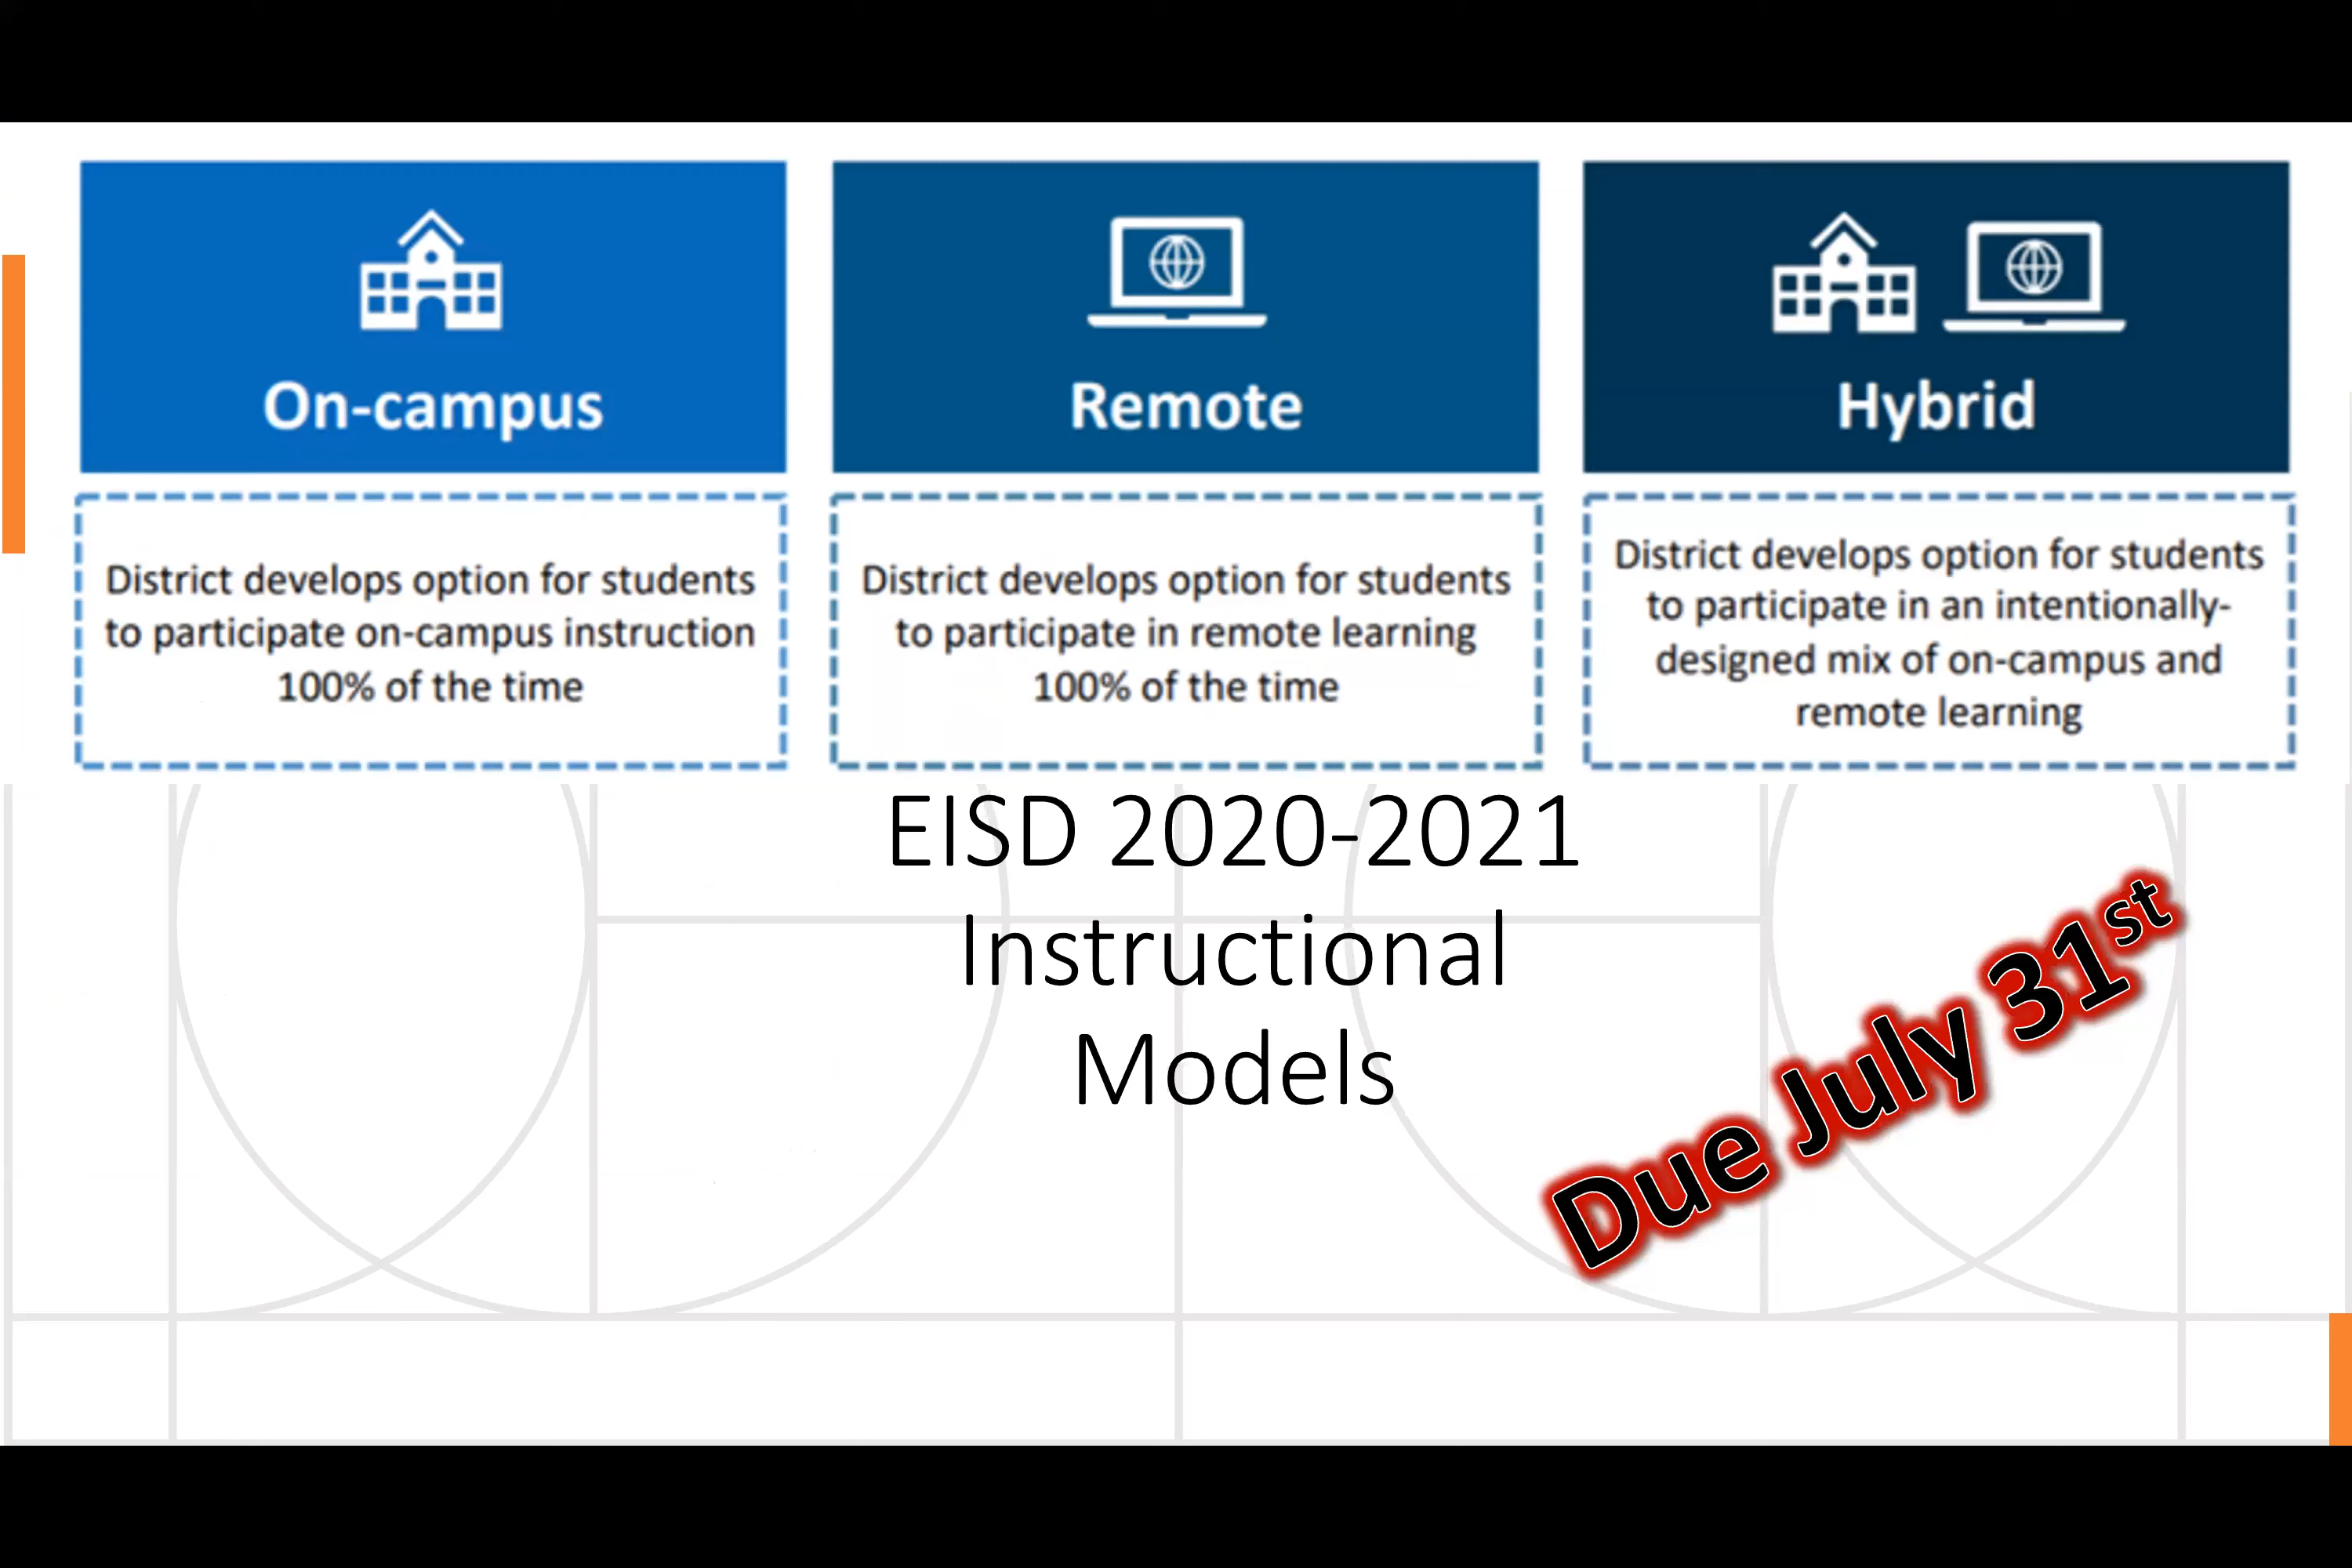 On-campus
District develops option for students
to participate on-campus instruction
100% of the time
Remote
District develops option for students
to participate in remote learning
100% of the time
Hybrid
District develops option for students
to participate in an intentionally-
designed mix of on-campus and
remote learning
EISD 2020-2021
Instructional
Models
Due July 31st